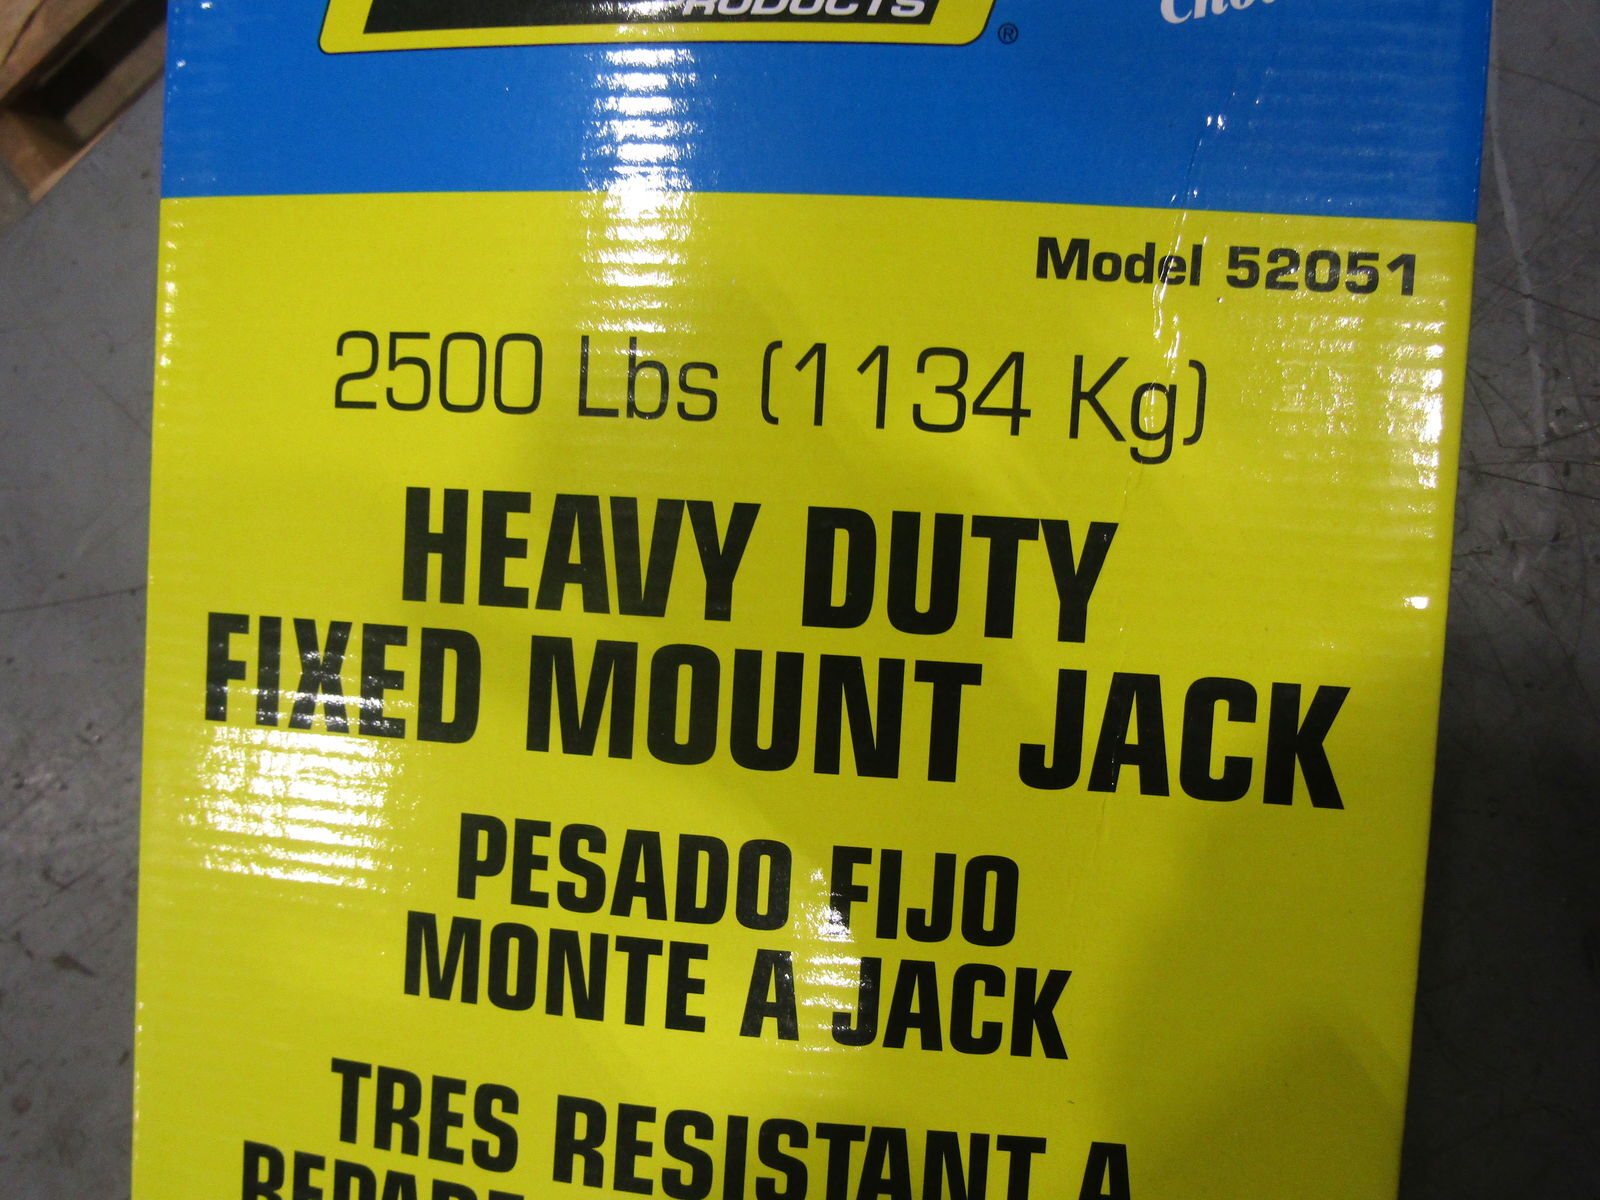 PRODUCTS
®
Model 52051
2500 Lbs (1134 Kg)
HEAVY DUTY
FIXED MOUNT JACK
PESADO FIJO
MONTE A JACK
TRES RESISTANT A